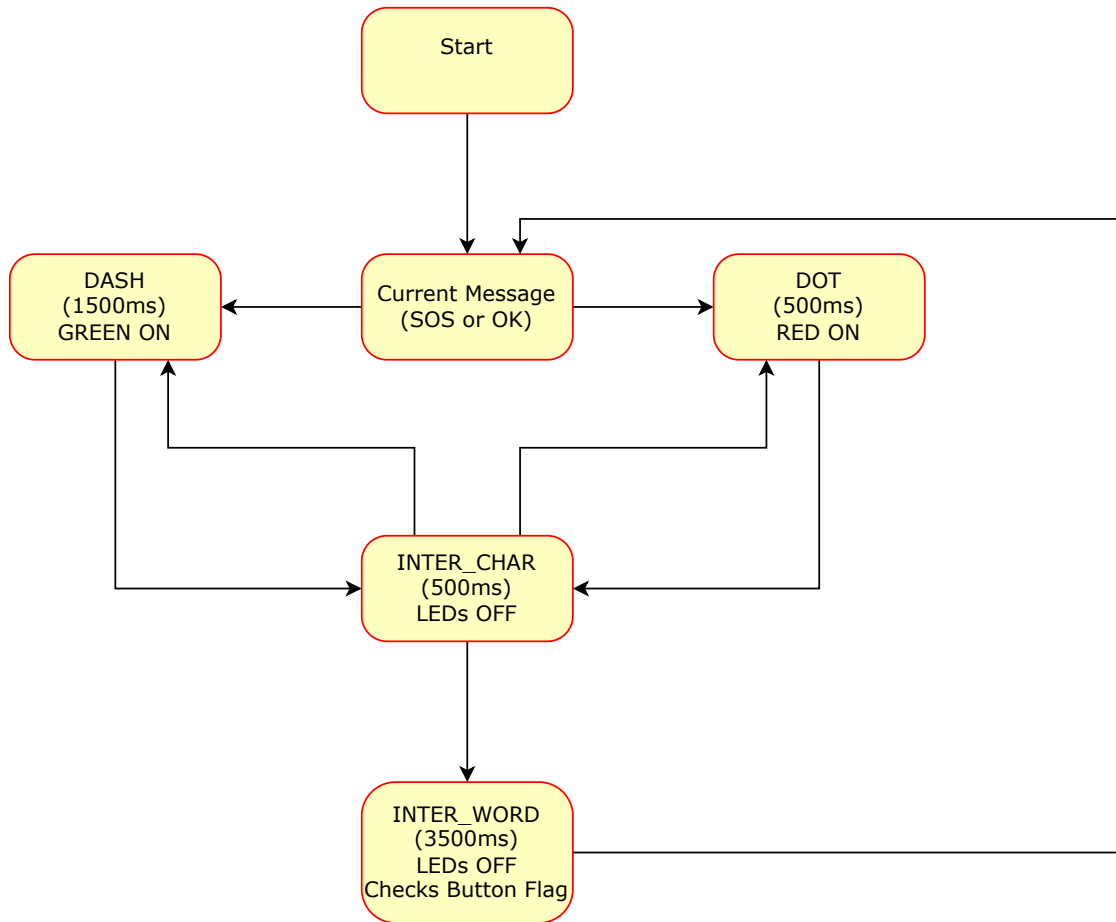 Start
DASH
(1500ms)
GREEN ON
Current Message
(SOS or OK)
DOT
(500ms)
RED ON
INTER_CHAR
(500ms)
LEDs OFF
INTER_WORD
(3500ms)
LEDs OFF
Checks Button Flag